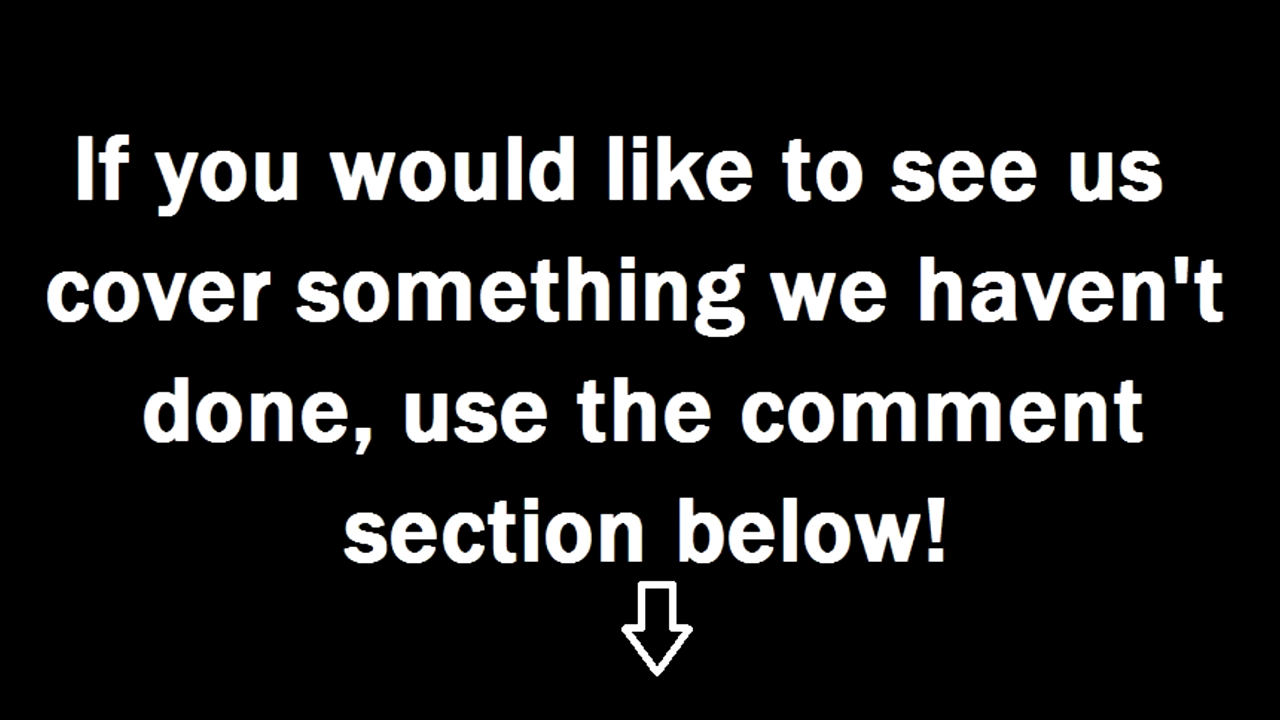 If you would like to see us
cover something we haven't
done, use the comment
section below!